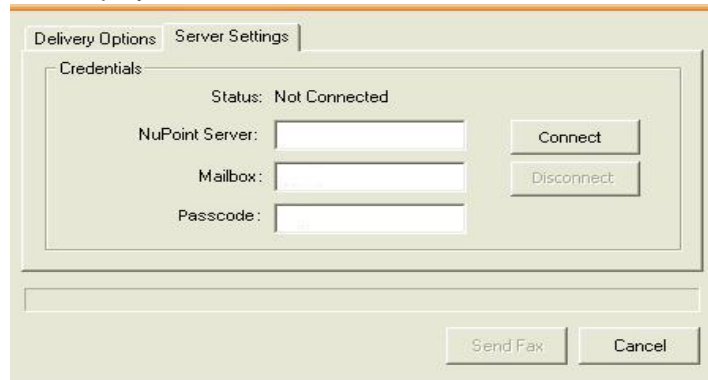 Delivery Options Server Settings
Credentials
Status: Not Connected
NuPoint Server: Connect
Mailbox: Disconnect
Passcode:
Send Fax Cancel